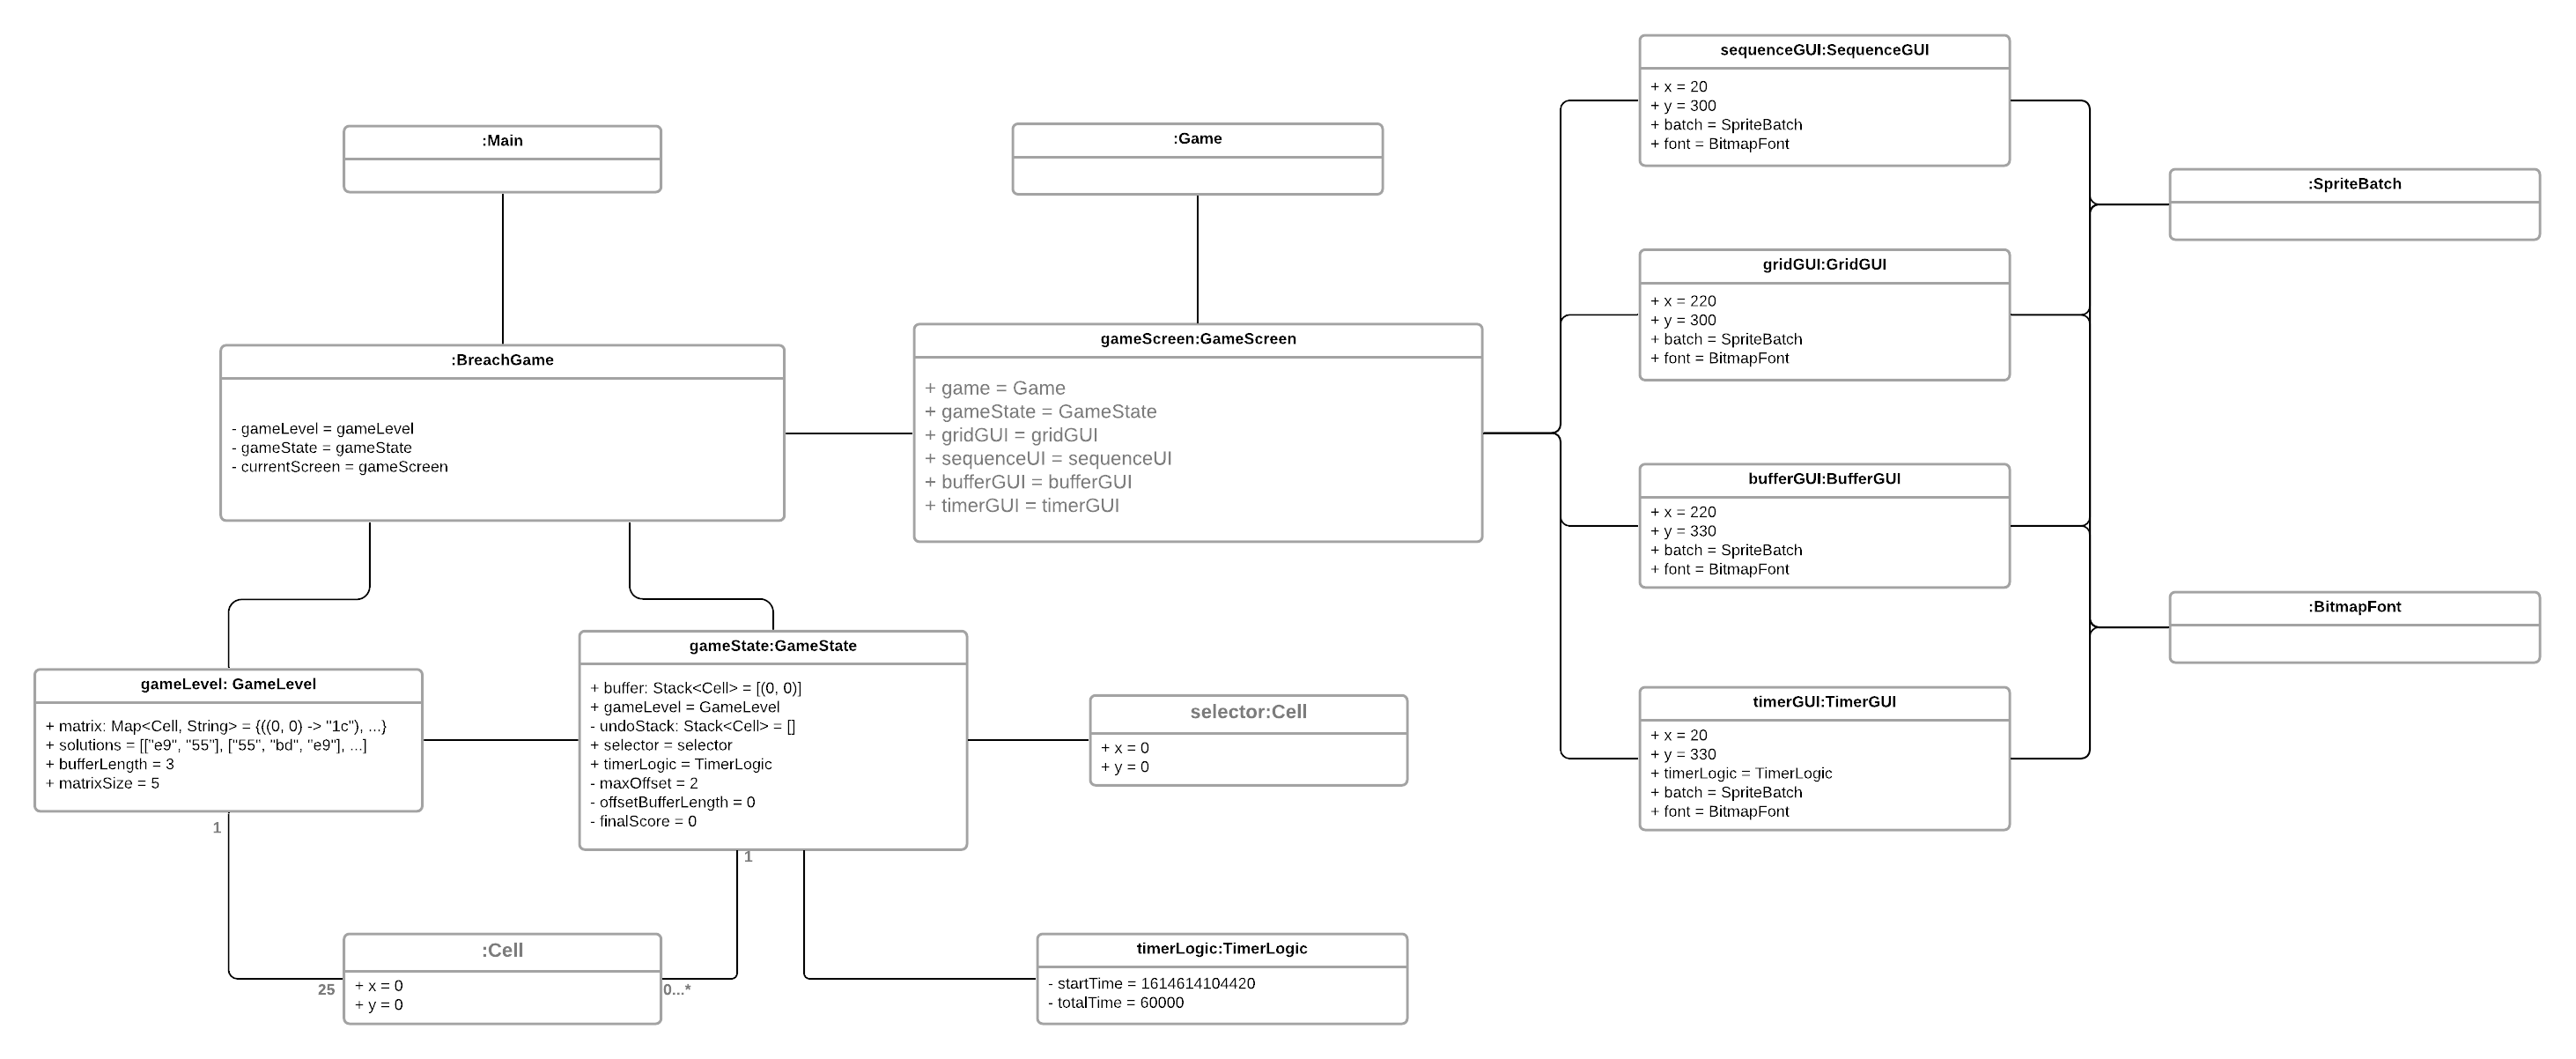 :Main
:Game
:BreachGame
- gameLevel = gameLevel
- gameState = gameState
- currentScreen = gameScreen
gameScreen:GameScreen
+ game = Game
+ gameState = GameState
+ gridGUI = gridGUI
+ sequenceUI = sequenceUI
+ bufferGUI = bufferGUI
+ timerGUI = timerGUI
sequenceGUI:SequenceGUI
+ x = 20
+ y = 300
+ batch = SpriteBatch
+ font = BitmapFont
gridGUI:GridGUI
+ x = 220
+ y = 300
+ batch = SpriteBatch
+ font = BitmapFont
bufferGUI:BufferGUI
+ x = 220
+ y = 330
+ batch = SpriteBatch
+ font = BitmapFont
timerGUI:TimerGUI
+ x = 20
+ y = 330
+ timerLogic = TimerLogic
+ batch = SpriteBatch
+ font = BitmapFont
:SpriteBatch
:BitmapFont
gameLevel: GameLevel
+ matrix: Map<Cell, String> = {((0, 0) -> "1c"), ...}
+ solutions = [["e9", "55"], ["55", "bd", "e9"], ...]
+ bufferLength = 3
+ matrixSize = 5
gameState:GameState
+ buffer: Stack<Cell> = [(0, 0)]
+ gameLevel = GameLevel
- undoStack: Stack<Cell> = []
+ selector = selector
+ timerLogic = TimerLogic
- maxOffset = 2
- offsetBufferLength = 0
- finalScore = 0
selector:Cell
+ x = 0
+ y = 0
1
1
:Cell
+ x = 0
+ y = 0
25
0...*
timerLogic:TimerLogic
- startTime = 1614614104420
- totalTime = 60000